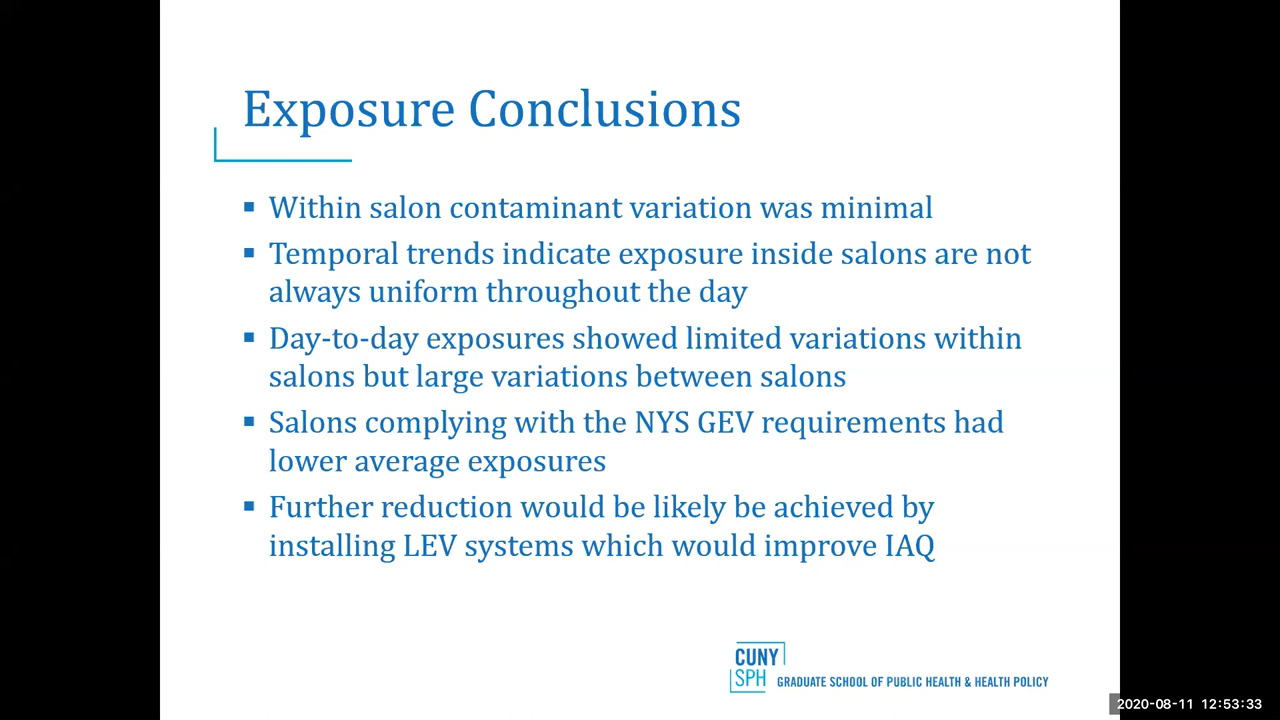 Exposure Conclusions
▪ Within salon contaminant variation was minimal
▪ Temporal trends indicate exposure inside salons are not
always uniform throughout the day
▪ Day-to-day exposures showed limited variations within
salons but large variations between salons
▪ Salons complying with the NYS GEV requirements had
lower average exposures
▪ Further reduction would be likely be achieved by
installing LEV systems which would improve IAQ
CUNY
SPH GRADUATE SCHOOL OF PUBLIC HEALTH & HEALTH POLICY
2020-08-11 12:53:33